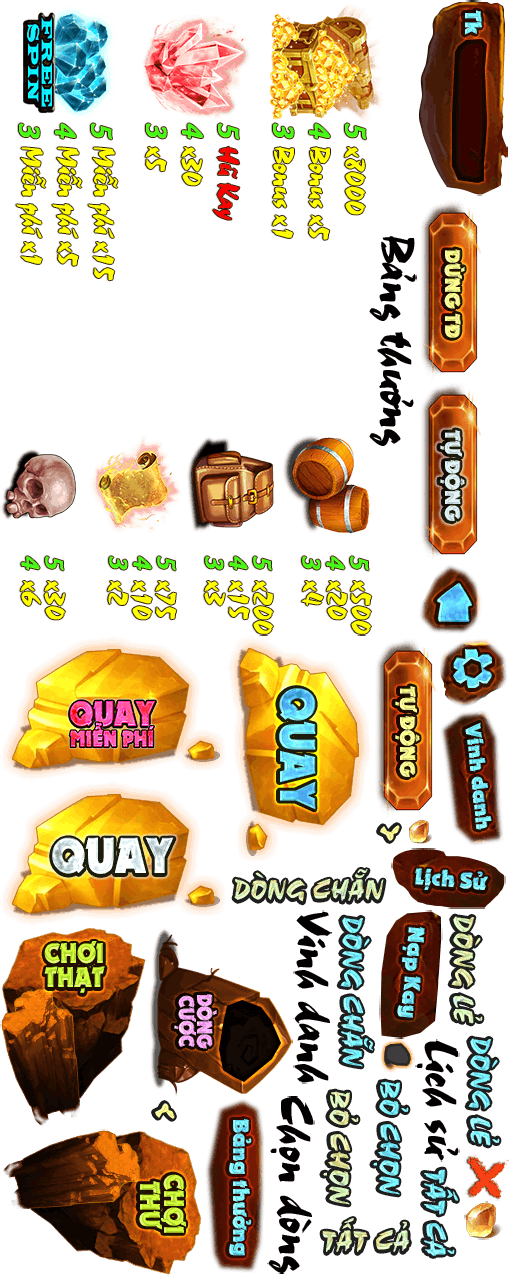 Tk
DỪNG TD
TỰ ĐỘNG
Bảng thưởng
5 x8000
4 Bonus x5
3 Bonus x1
5 Hũ Kay
4 x30
3 x5
FREE
SPIN
5 Miễn phí x15
4 Miễn phí x5
3 Miễn phí x1
5 x500
4 x20
3 x4
5 x200
4 x15
3 x3
5 x75
4 x10
3 x2
5 x30
4 x6
Vinh danh
TỰ ĐỘNG
QUAY
QUAY
MIỄN PHÍ
QUAY
Lịch Sử
DÒNG CHẴN
DÒNG LẺ
Nạp Kay
DÒNG CHẴN
Vinh danh
DÒNG
CƯỢC
CHƠI
THẬT
DÒNG LẺ
Lịch sử
BỎ CHỌN
BỎ CHỌN
TẤT CẢ
TẤT CẢ
Chọn dòng
Bảng thưởng
CHƠI
THỬ